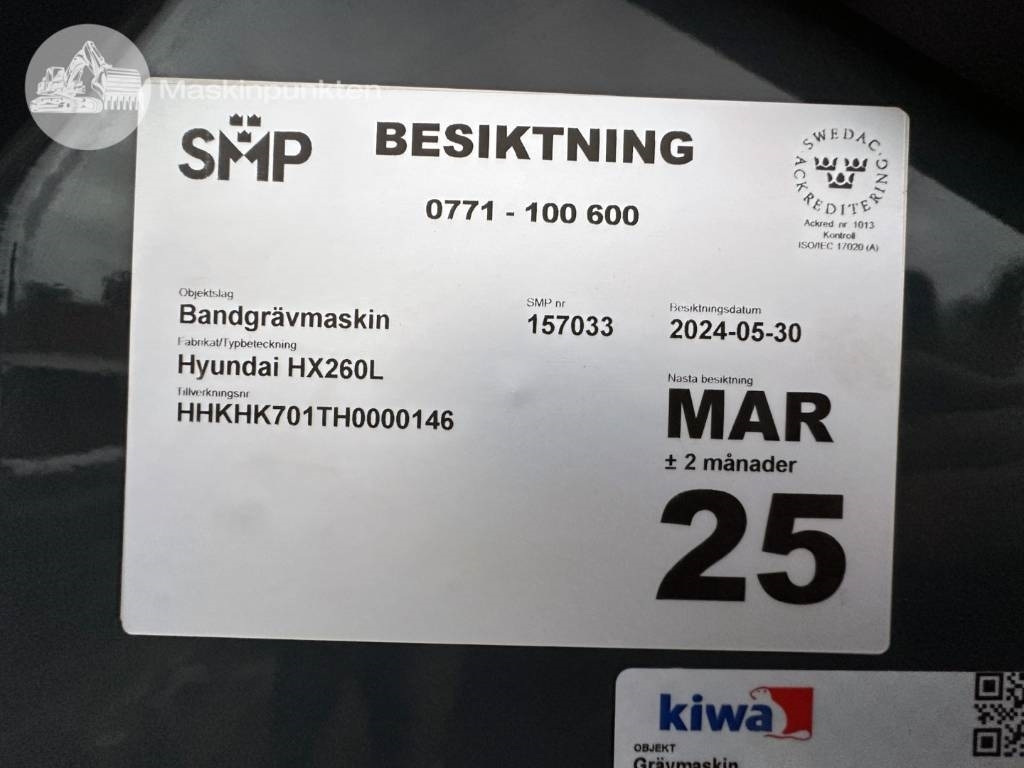 Maskinpunkten
SMP
BESIKTNING
0771 - 100 600
SWEDAC
ACKREDITERING
Ackred nr 1013
Kontroll
ISO/IEC 17020 (A)
Objektslag
Bandgrävmaskin
Fabrikat/Typbeteckning
Hyundai HX260L
Tillverkningsnr
HHKHK701TH0000146
SMP nr
157033
Besiktningsdatum
2024-05-30
Nästa besiktning
MAR
± 2 månader
25
kiwa
OBJEKT
Grävmaskin